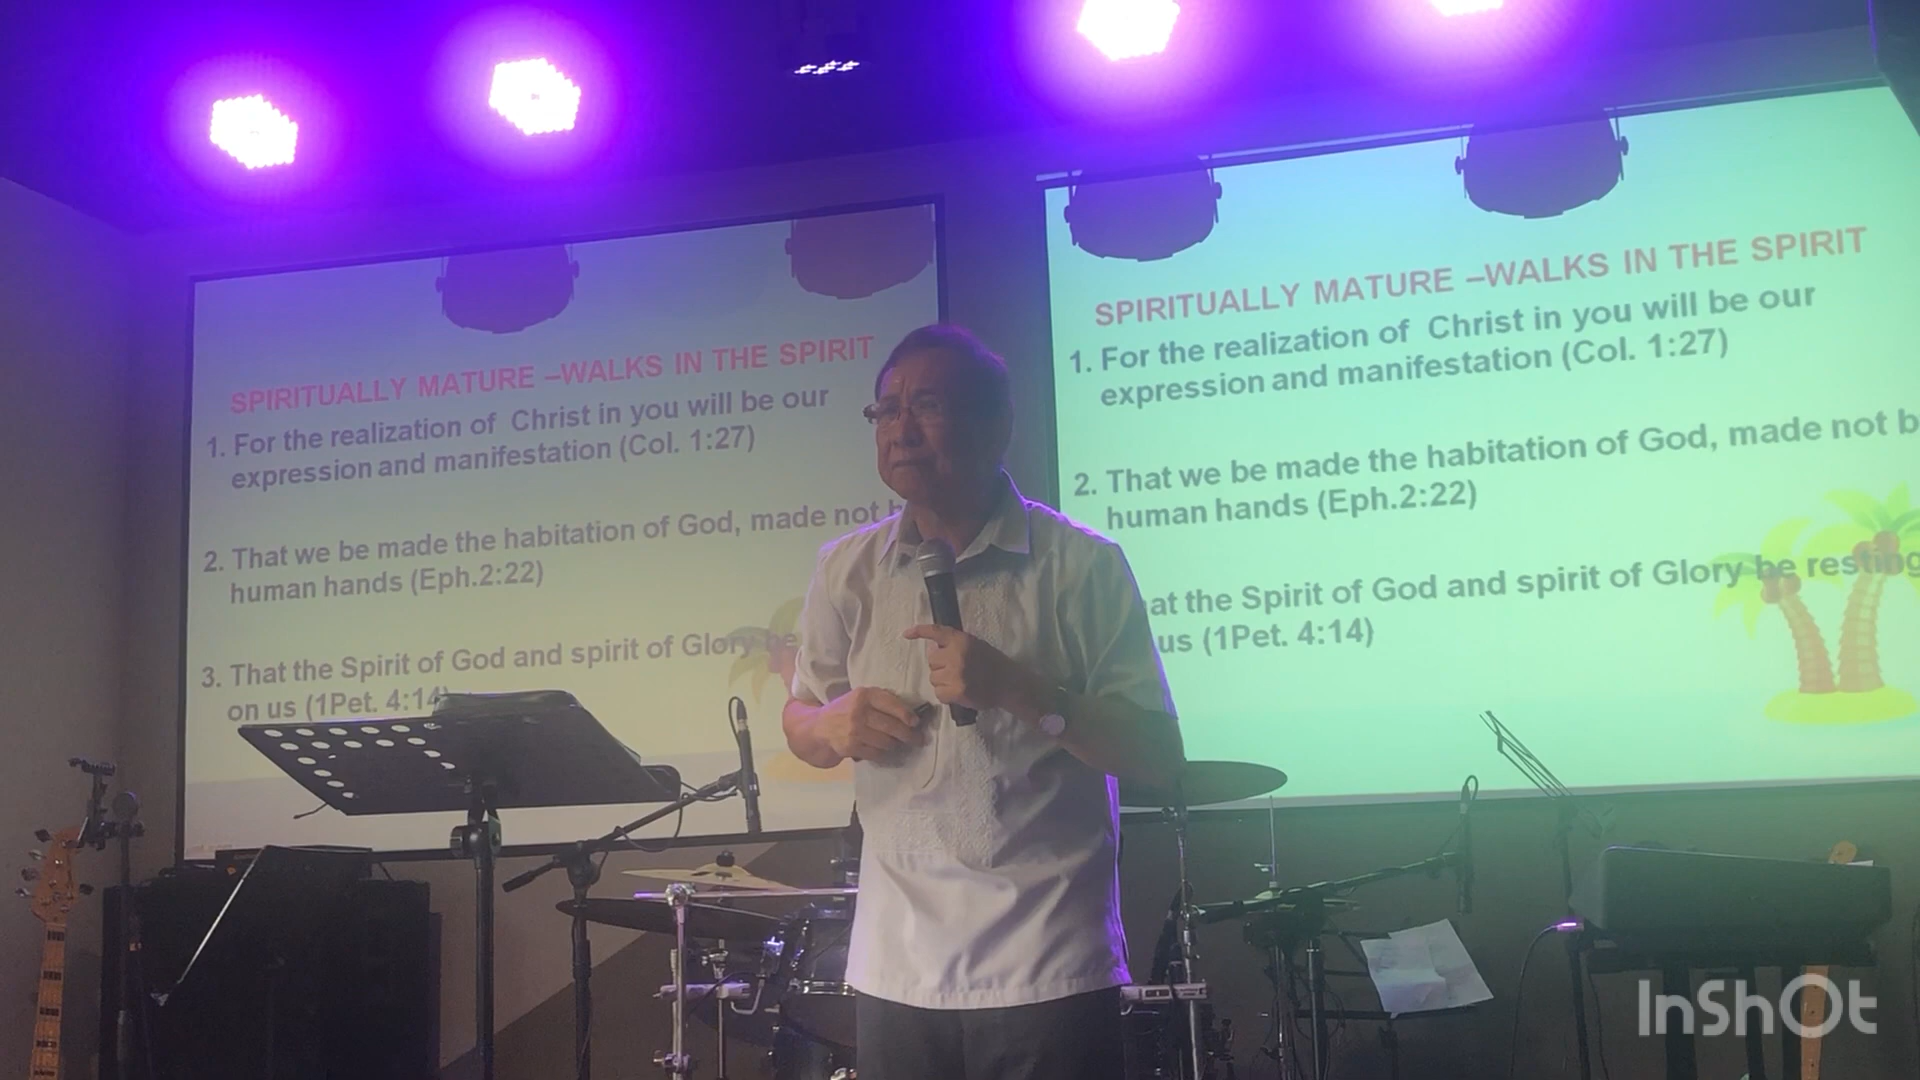 SPIRITUALLY MATURE –WALKS IN THE SPIRIT
1. For the realization of Christ in you will be our
expression and manifestation (Col. 1:27)
2. That we be made the habitation of God, made not
human hands (Eph.2:22)
3. That the Spirit of God and spirit of Glory be
on us (1Pet. 4:14)
SPIRITUALLY MATURE –WALKS IN THE SPIRIT
1. For the realization of Christ in you will be our
expression and manifestation (Col. 1:27)
2. That we be made the habitation of God, made not b
human hands (Eph.2:22)
at the Spirit of God and spirit of Glory be resting
us (1Pet. 4:14)
InShOt